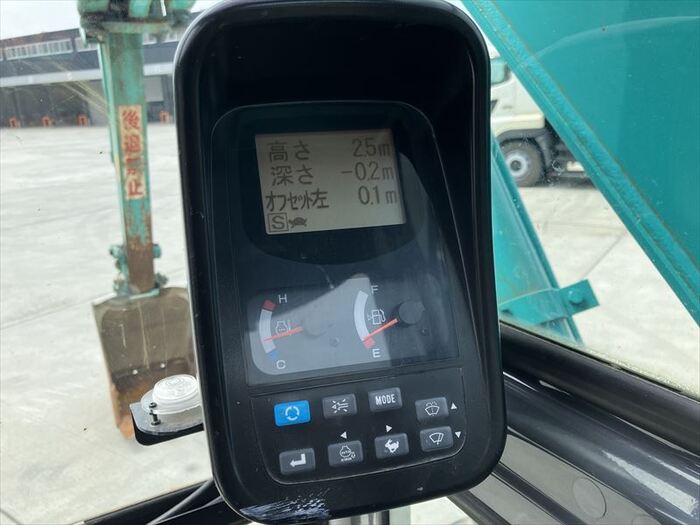 高さ 2.5m
深さ -0.2m
オフセット左 0.1m
S
H
C
F
E
MODE
後退禁止